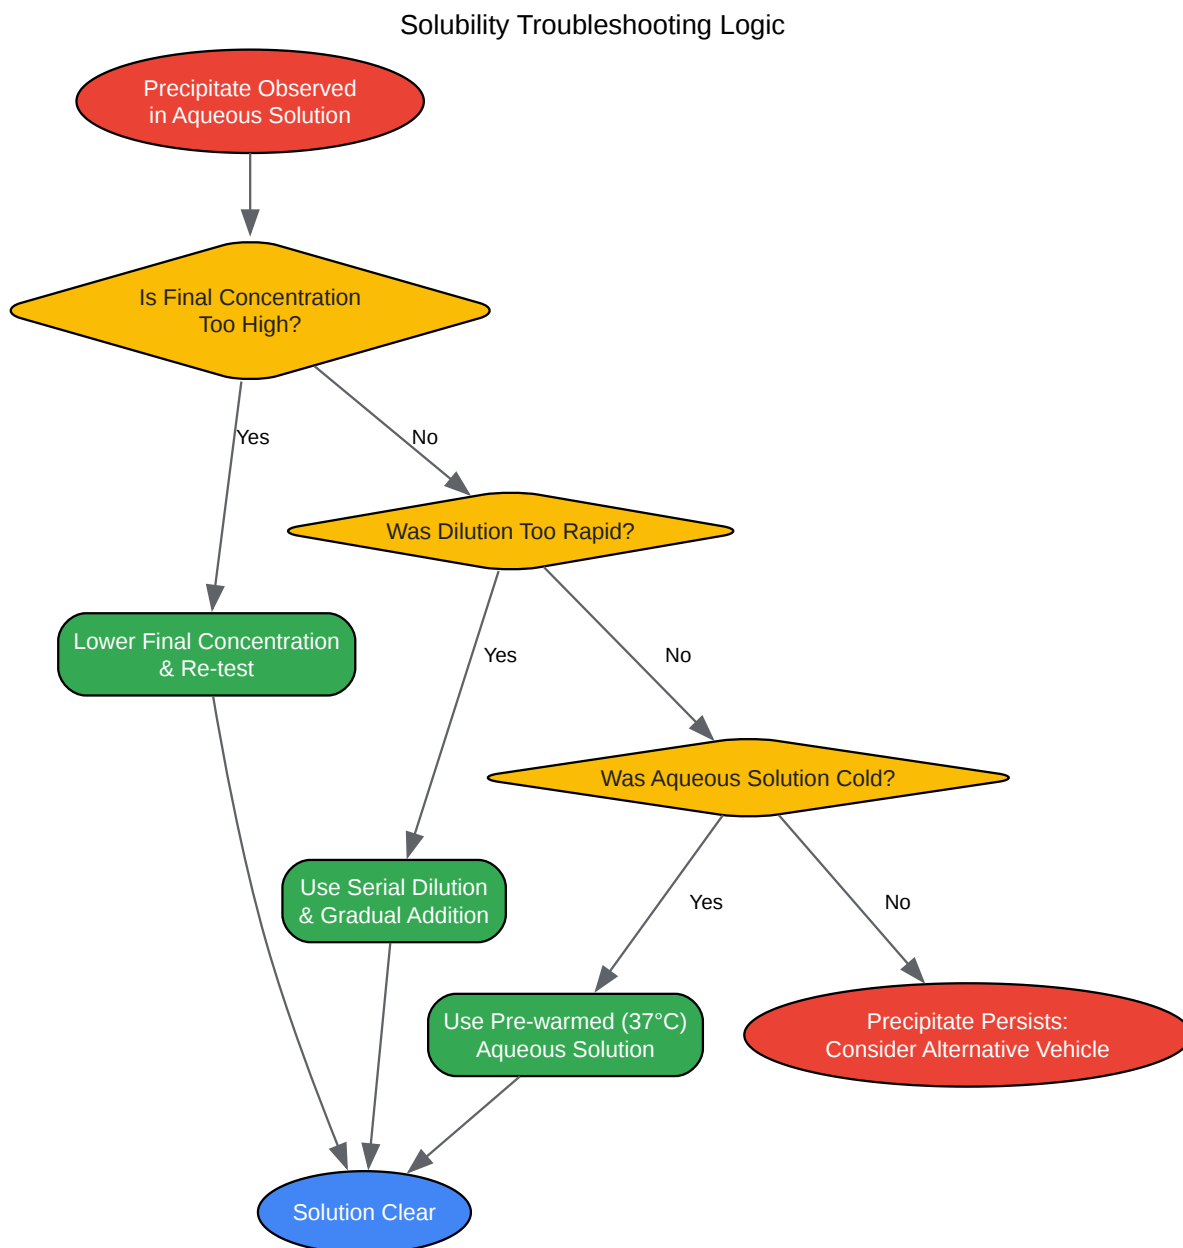 Solubility Troubleshooting Logic
Precipitate Observed
in Aqueous Solution
Is Final Concentration
Too High?
Yes
No
Was Dilution Too Rapid?
Lower Final Concentration
& Re-test
Yes
No
Was Aqueous Solution Cold?
Use Serial Dilution
& Gradual Addition
Yes
No
Use Pre-warmed (37°C)
Aqueous Solution
Precipitate Persists:
Consider Alternative Vehicle
Solution Clear